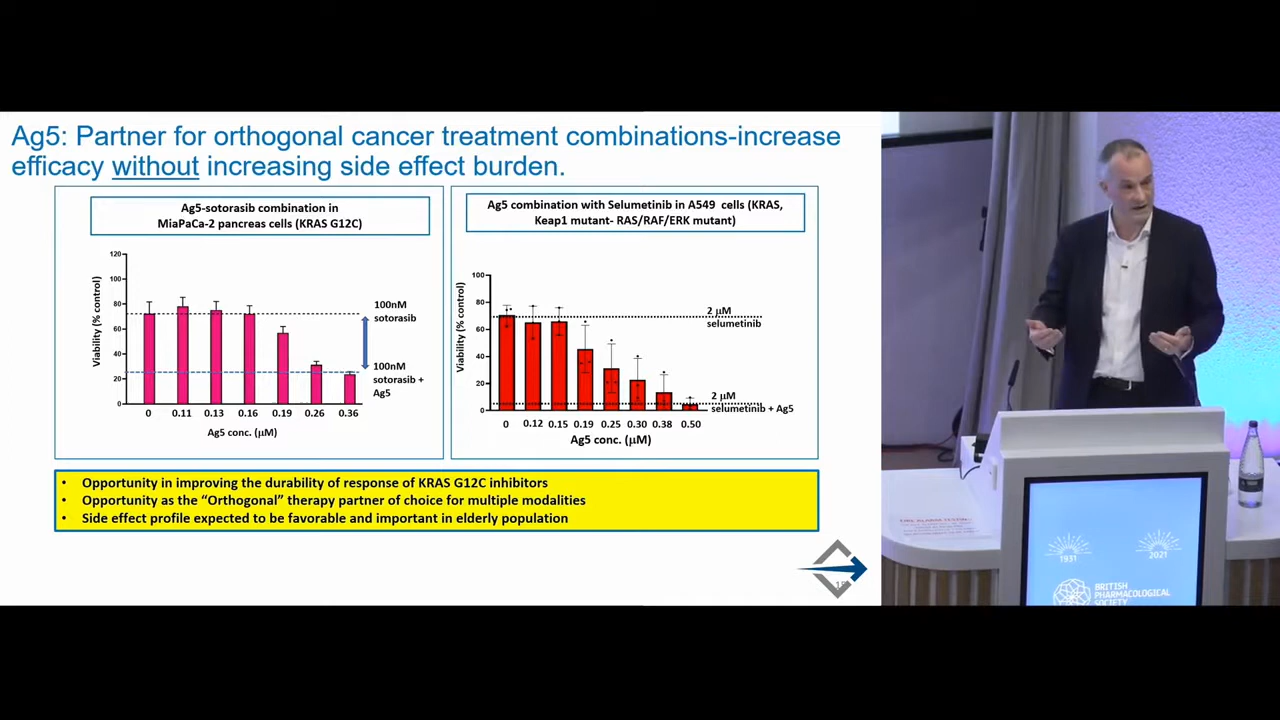 Ag5: Partner for orthogonal cancer treatment combinations-increase
efficacy without increasing side effect burden.
Ag5-sotorasib combination in
MiaPaCa-2 pancreas cells (KRAS G12C)
120
100
80
60
40
20
0
Viability (% control)
0 0.11 0.13 0.16 0.19 0.26 0.36
Ag5 conc. (μM)
100nM
sotorasib
100nM
sotorasib +
Ag5
Ag5 combination with Selumetinib in A549 cells (KRAS,
Keap1 mutant- RAS/RAF/ERK mutant)
100
80
60
40
20
0
Viability (% control)
0 0.12 0.15 0.19 0.25 0.30 0.38 0.50
Ag5 conc. (μM)
2 μM
selumetinib
2 μM
selumetinib + Ag5
• Opportunity in improving the durability of response of KRAS G12C inhibitors
• Opportunity as the “Orthogonal” therapy partner of choice for multiple modalities
• Side effect profile expected to be favorable and important in elderly population
1931
2021
BRITISH
PHARMACOLOGICAL
SOCIETY